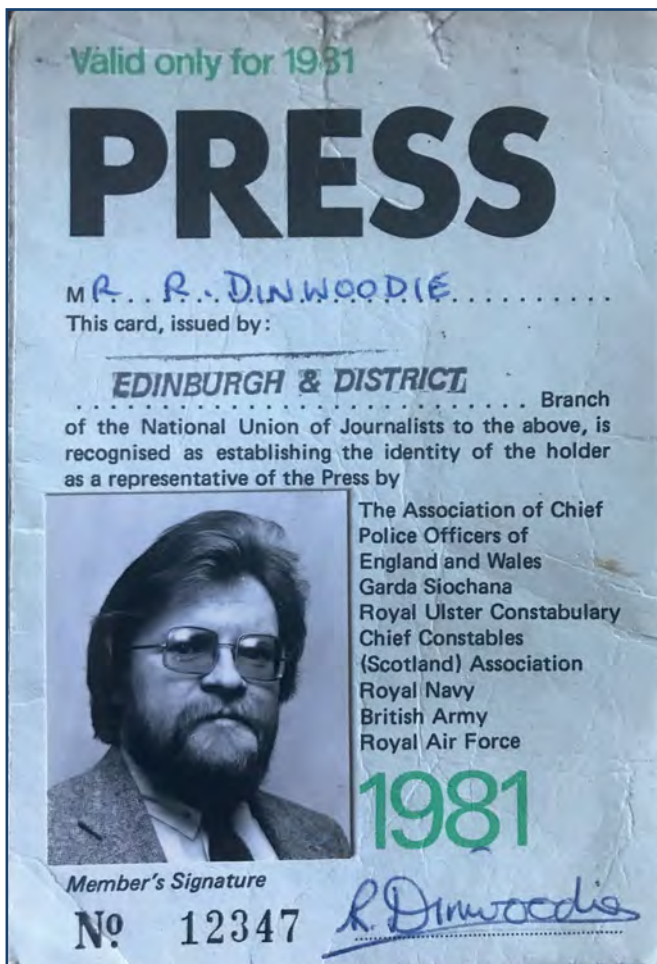 Valid only for 1981
PRESS
MR. R. DINWOODIE
This card, issued by:
EDINBURGH & DISTRICT
Branch
of the National Union of Journalists to the above, is
recognised as establishing the identity of the holder
as a representative of the Press by
The Association of Chief
Police Officers of
England and Wales
Garda Siochana
Royal Ulster Constabulary
Chief Constables
(Scotland) Association
Royal Navy
British Army
Royal Air Force
1981
Member's Signature
Nº 12347 R. Dinwoodie